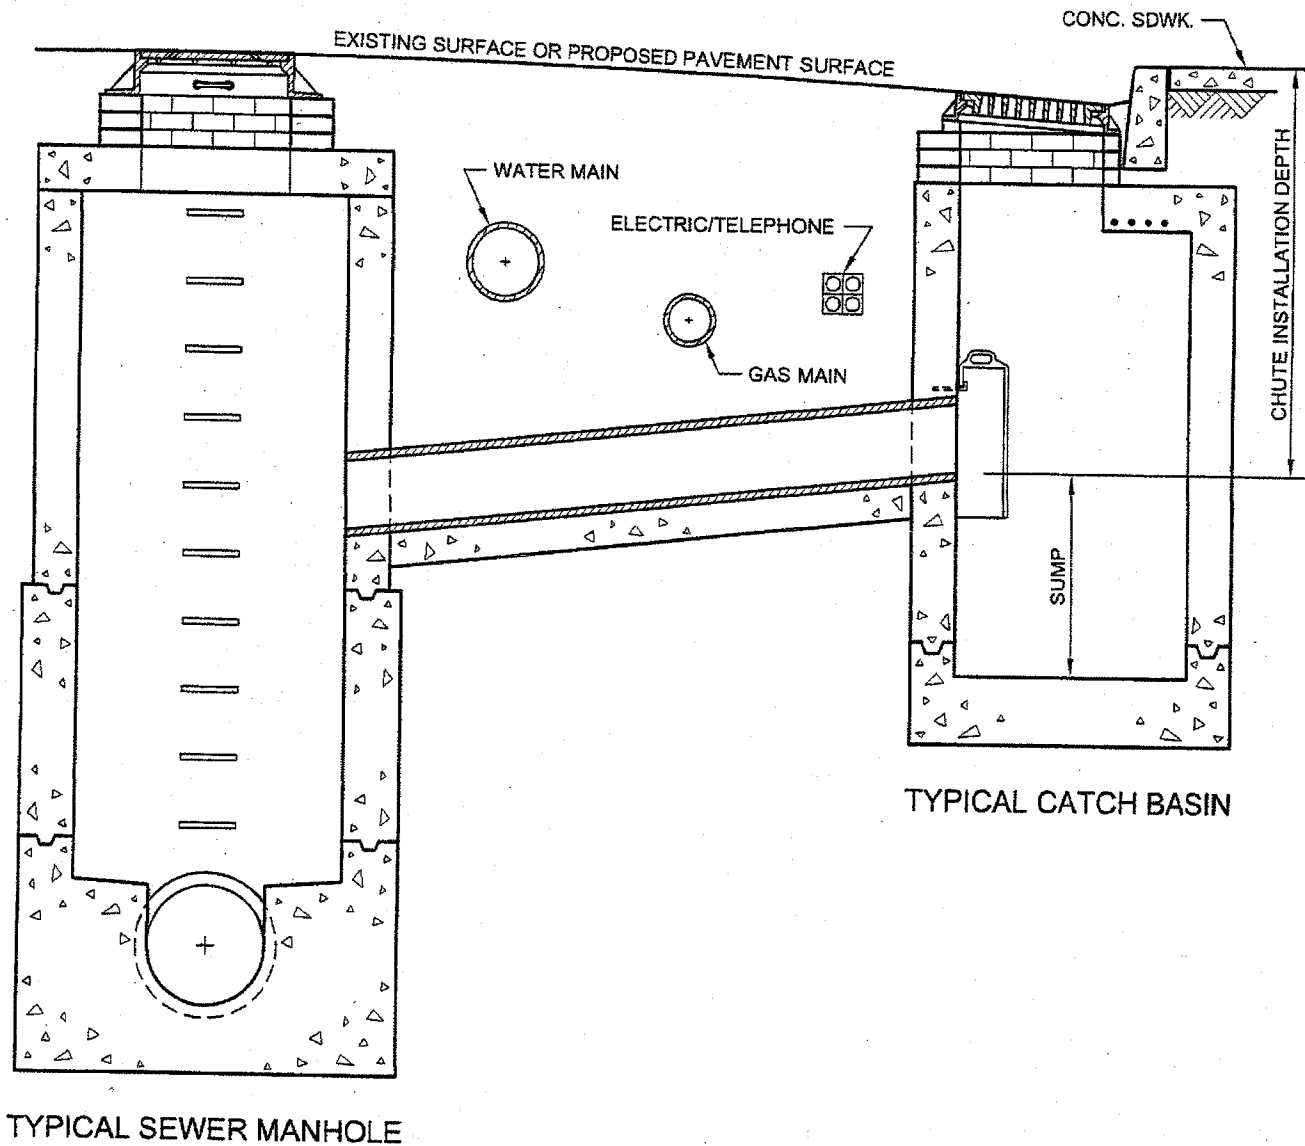 CONC. SDWK.
EXISTING SURFACE OR PROPOSED PAVEMENT SURFACE
WATER MAIN
ELECTRIC/TELEPHONE
GAS MAIN
CHUTE INSTALLATION DEPTH
SUMP
TYPICAL CATCH BASIN
TYPICAL SEWER MANHOLE